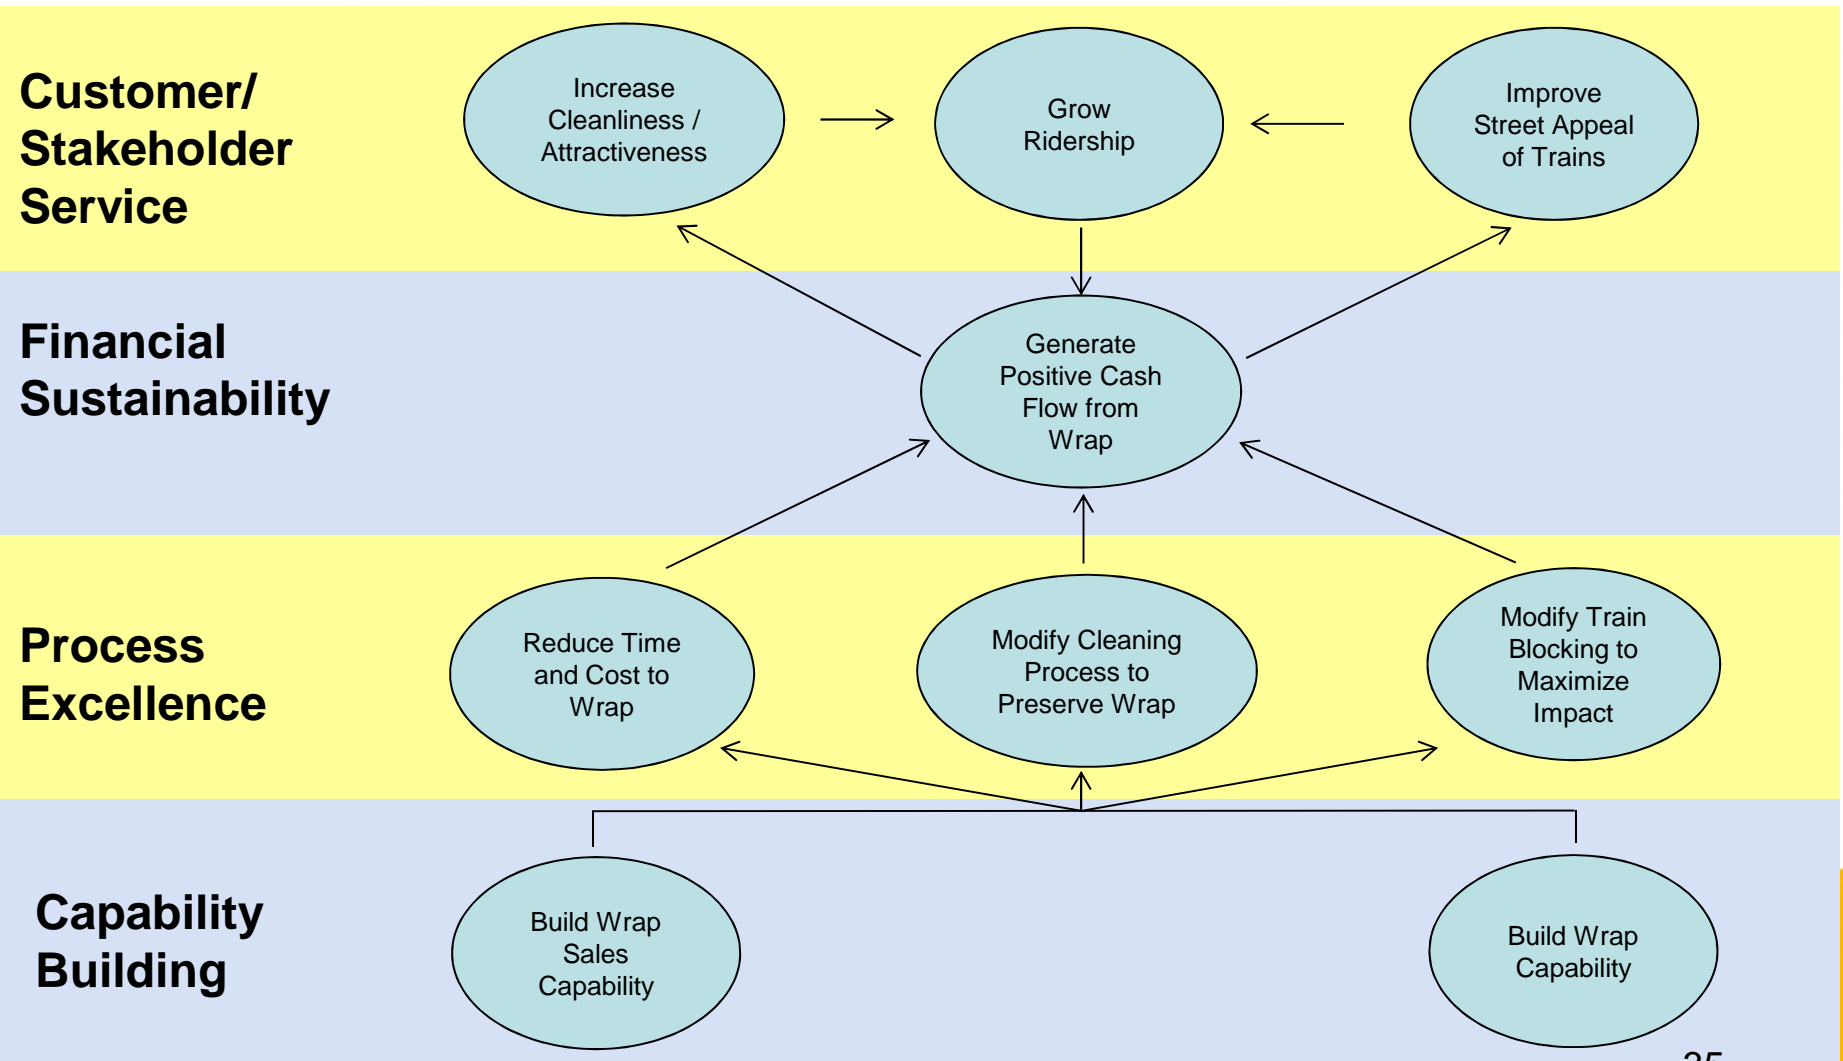 Customer/
Stakeholder
Service
Increase
Cleanliness /
Attractiveness
Grow
Ridership
Improve
Street Appeal
of Trains
Financial
Sustainability
Generate
Positive Cash
Flow from
Wrap
Process
Excellence
Reduce Time
and Cost to
Wrap
Modify Cleaning
Process to
Preserve Wrap
Modify Train
Blocking to
Maximize
Impact
Capability
Building
Build Wrap
Sales
Capability
Build Wrap
Capability